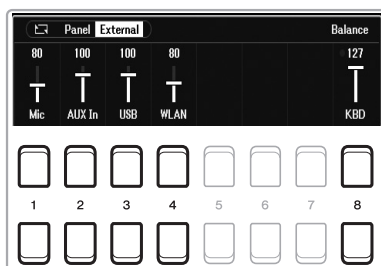 Panel External Balance
80 100 100 80 127
Mic AUX In USB WLAN KBD
1 2 3 4 5 6 7 8